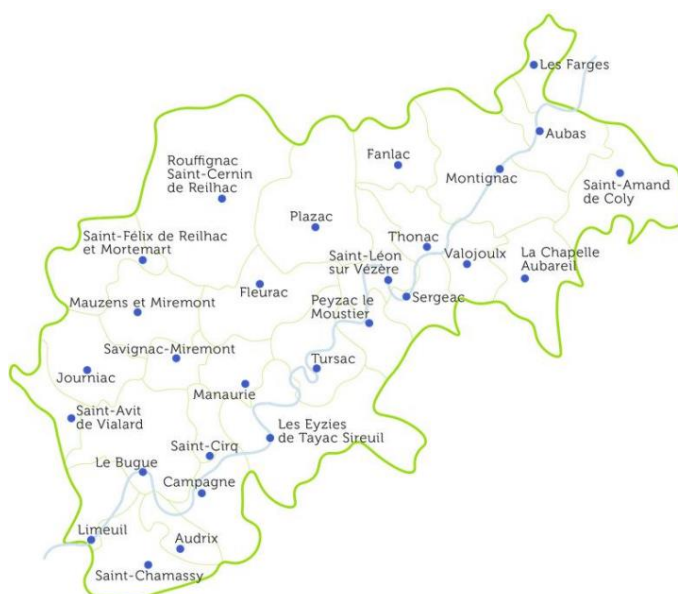 Les Farges
Aubas
Fanlac
Rouffignac
Saint-Cernin
de Reilhac
Montignac
Saint-Amand
de Coly
Plazac
Saint-Félix de Reilhac
et Mortemart
Thonac
Saint-Léon
sur Vézère
Valojoulx
La Chapelle
Aubareil
Fleurac
Sergeac
Mauzens et Miremont
Peyzac le
Moustier
Savignac-Miremont
Tursac
Journiac
Manaurie
Saint-Avit
de Vialard
Les Eyzies
de Tayac Sireuil
Saint-Cirq
Le Bugue
Campagne
Limeuil
Audrix
Saint-Chamassy